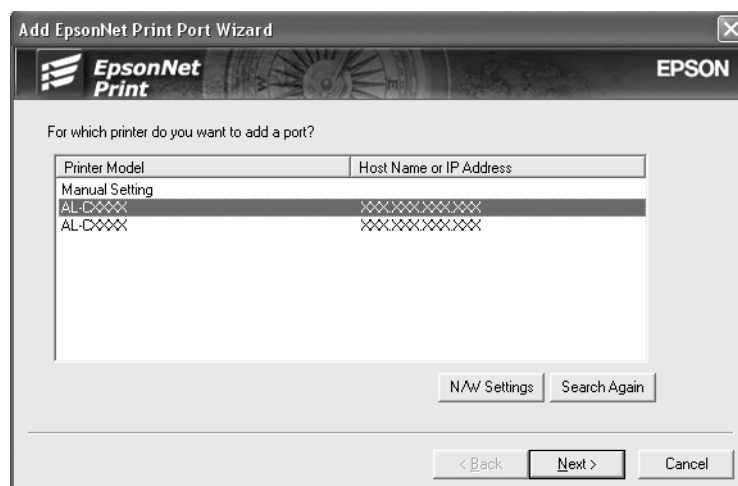 Add EpsonNet Print Port Wizard
EpsonNet Print
EPSON
For which printer do you want to add a port?
Printer Model Host Name or IP Address
Manual Setting
AL-CXXXX XXX.XXX.XXX.XXX
AL-CXXXX XXX.XXX.XXX.XXX
N/W Settings Search Again
< Back Next > Cancel